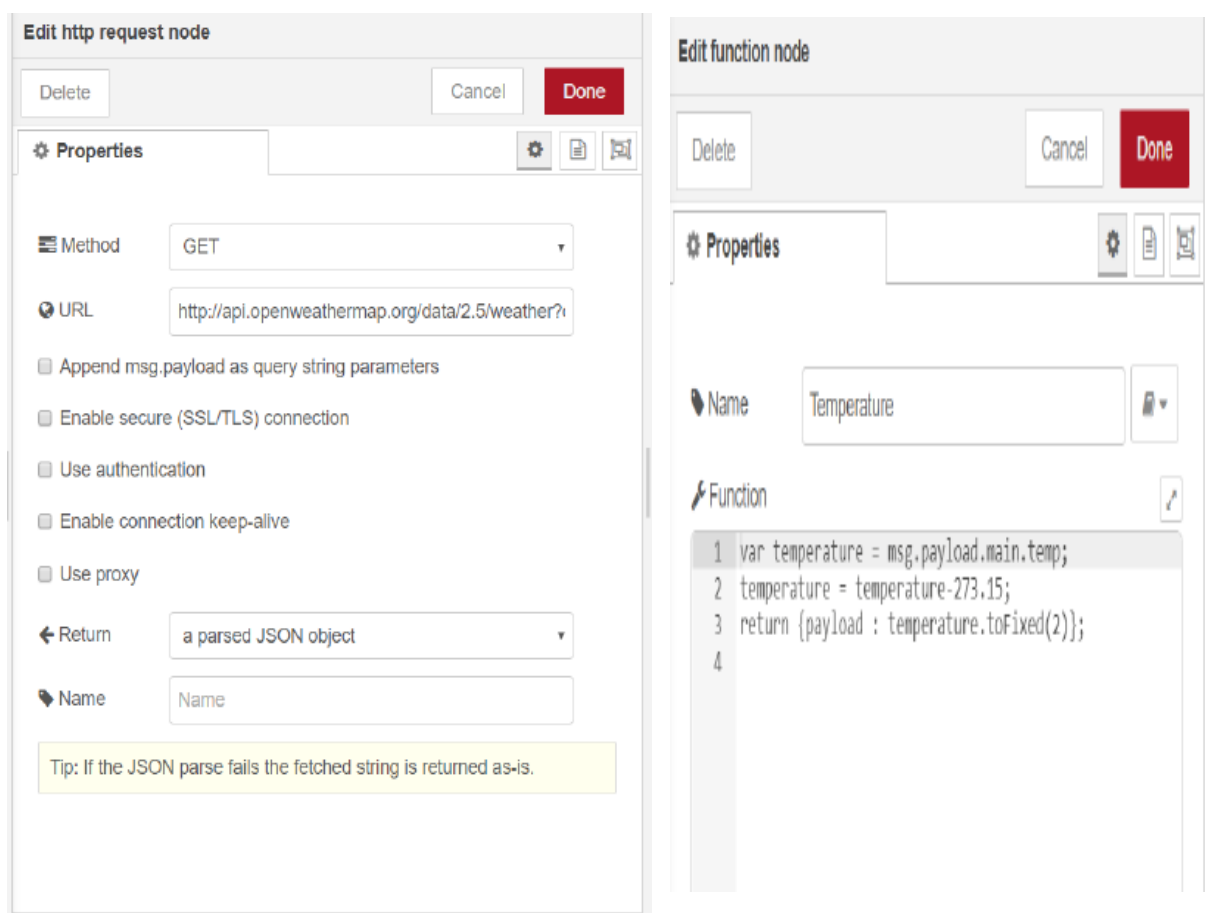 Edit http request node
Delete
Cancel
Done
Properties
Method
GET
URL
http://api.openweathermap.org/data/2.5/weather?
Append msg.payload as query string parameters
Enable secure (SSL/TLS) connection
Use authentication
Enable connection keep-alive
Use proxy
Return
a parsed JSON object
Name
Name
Tip: If the JSON parse fails the fetched string is returned as-is.
Edit function node
Delete
Cancel
Done
Properties
Name
Temperature
Function
1 var temperature = msg.payload.main.temp;
2 temperature = temperature-273.15;
3 return {payload : temperature.toFixed(2)};
4